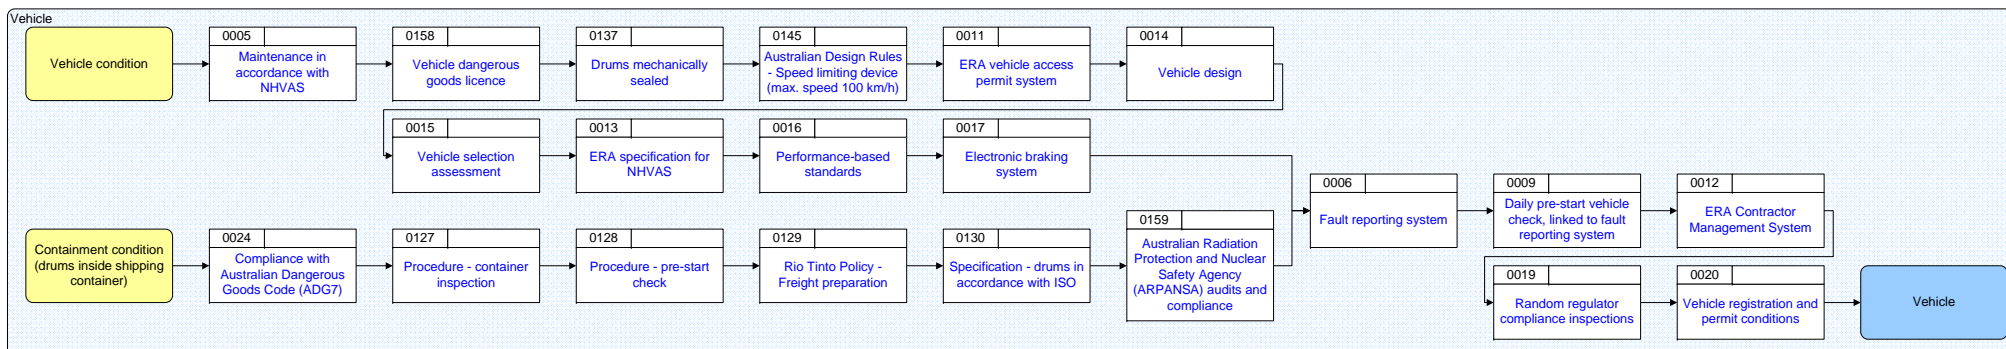 Vehicle
Vehicle condition
0005
Maintenance in
accordance with
NHVAS
0158
Vehicle dangerous
goods licence
0137
Drums mechanically
sealed
0145
Australian Design Rules
- Speed limiting device
(max. speed 100 km/h)
0011
ERA vehicle access
permit system
0014
Vehicle design
0015
Vehicle selection
assessment
0013
ERA specification for
NHVAS
0016
Performance-based
standards
0017
Electronic braking
system
Containment condition
(drums inside shipping
container)
0024
Compliance with
Australian Dangerous
Goods Code (ADG7)
0127
Procedure - container
inspection
0128
Procedure - pre-start
check
0129
Rio Tinto Policy -
Freight preparation
0130
Specification - drums in
accordance with ISO
0159
Australian Radiation
Protection and Nuclear
Safety Agency
(ARPANSA) audits and
compliance
0006
Fault reporting system
0009
Daily pre-start vehicle
check, linked to fault
reporting system
0012
ERA Contractor
Management System
0019
Random regulator
compliance inspections
0020
Vehicle registration and
permit conditions
Vehicle